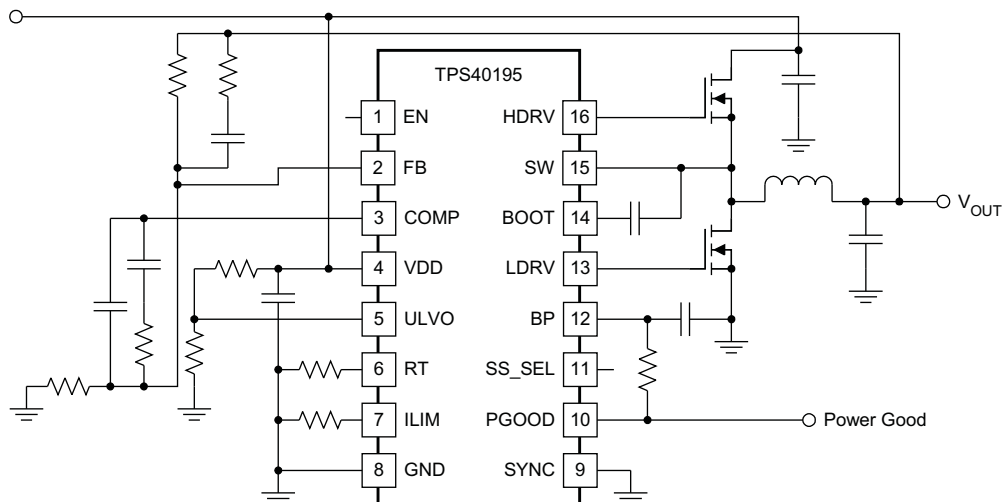 TPS40195
1 EN HDRV 16
2 FB SW 15
3 COMP BOOT 14
VOUT
4 VDD LDRV 13
5 ULVO BP 12
6 RT SS_SEL 11
7 ILIM PGOOD 10 Power Good
8 GND SYNC 9